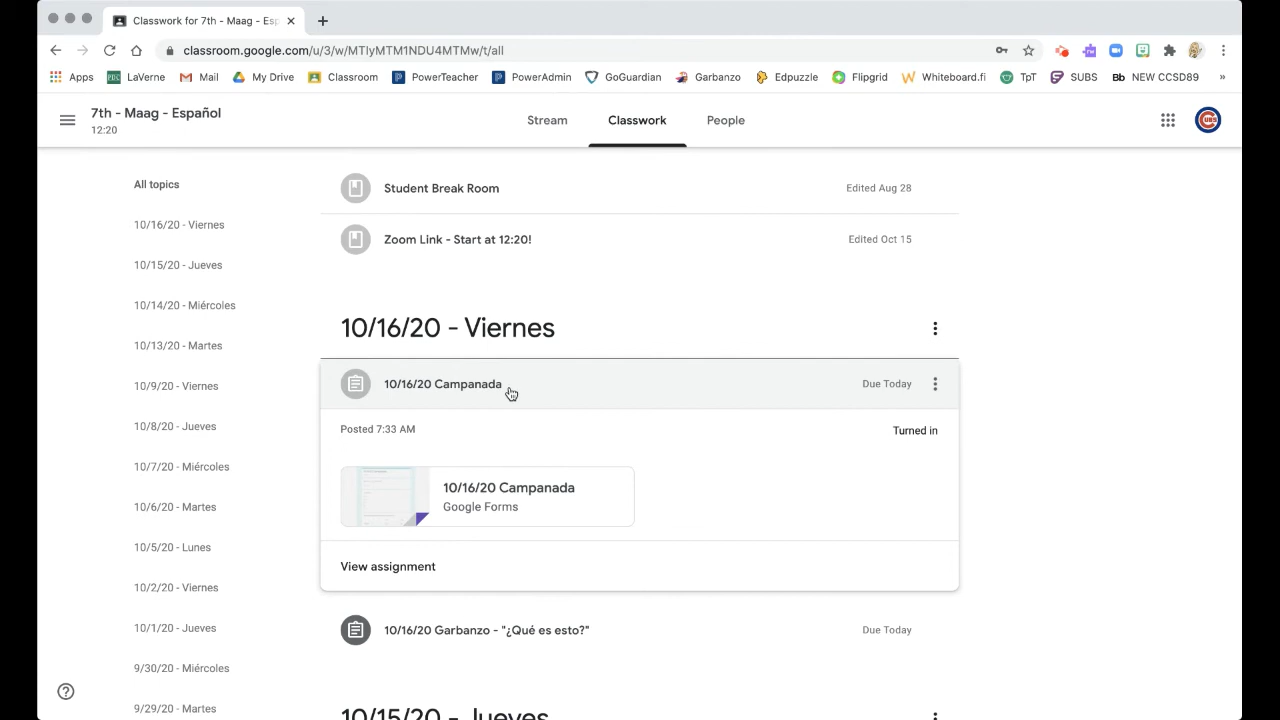 Classwork for 7th - Maag - Esp
classroom.google.com/u/3/w/MTIyMTM1NDU4MTMw/t/all
Apps LaVerne Mail My Drive Classroom PowerTeacher PowerAdmin GoGuardian Garbanzo Edpuzzle Flipgrid Whiteboard.fi TpT SUBS Bb NEW CCSD89 »
7th - Maag - Español
12:20
Stream Classwork People
All topics
10/16/20 - Viernes
10/15/20 - Jueves
10/14/20 - Miércoles
10/13/20 - Martes
10/9/20 - Viernes
10/8/20 - Jueves
10/7/20 - Miércoles
10/6/20 - Martes
10/5/20 - Lunes
10/2/20 - Viernes
10/1/20 - Jueves
9/30/20 - Miércoles
9/29/20 - Martes
Student Break Room Edited Aug 28
Zoom Link - Start at 12:20! Edited Oct 15
10/16/20 - Viernes
10/16/20 Campanada Due Today
Posted 7:33 AM Turned in
10/16/20 Campanada
Google Forms
View assignment
10/16/20 Garbanzo - "¿Qué es esto?" Due Today
10/15/20 - Jueves